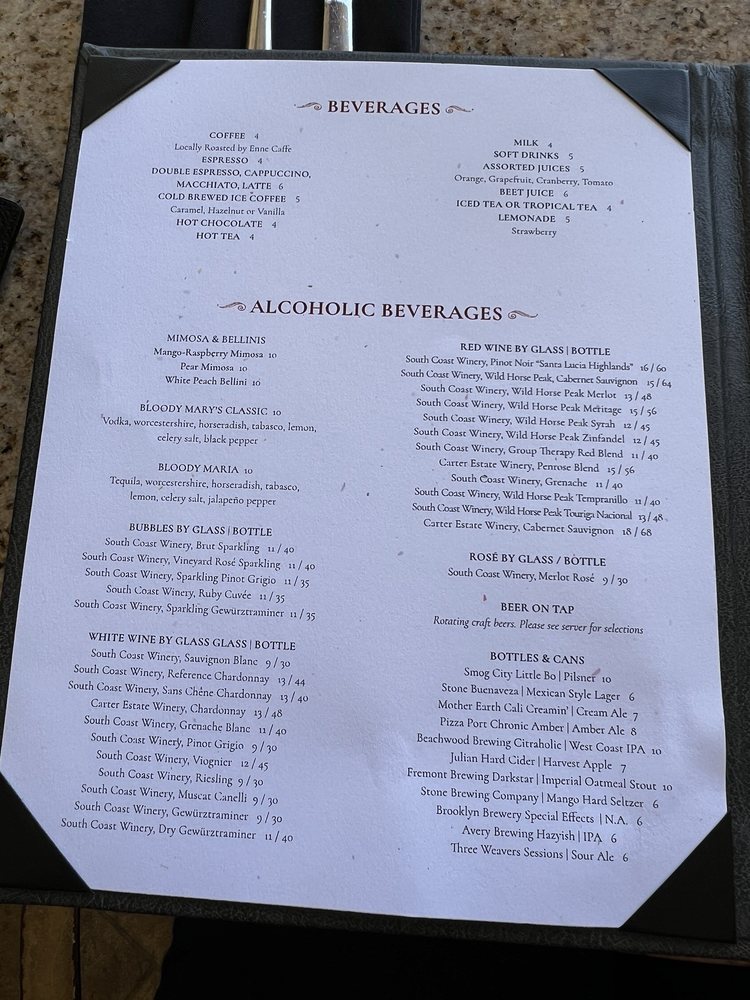 BEVERAGES
COFFEE 4
Locally Roasted by Enne Caffe
ESPRESSO 4
DOUBLE ESPRESSO, CAPPUCCINO,
MACCHIATO, LATTE 6
COLD BREWED ICE COFFEE 5
Caramel, Hazelnut or Vanilla
HOT CHOCOLATE 4
HOT TEA 4
MILK 4
SOFT DRINKS 5
ASSORTED JUICES 5
Orange, Grapefruit, Cranberry, Tomato
BEET JUICE 6
ICED TEA OR TROPICAL TEA 4
LEMONADE 5
Strawberry
ALCOHOLIC BEVERAGES
MIMOSA & BELLINIS
Mango-Raspberry Mimosa 10
Pear Mimosa 10
White Peach Bellini 10
BLOODY MARY'S CLASSIC 10
Vodka, worcestershire, horseradish, tabasco, lemon,
celery salt, black pepper
BLOODY MARIA 10
Tequila, worcestershire, horseradish, tabasco,
lemon, celery salt, jalapeño pepper
BUBBLES BY GLASS | BOTTLE
South Coast Winery, Brut Sparkling 11 / 40
South Coast Winery, Vineyard Rosé Sparkling 11 / 40
South Coast Winery, Sparkling Pinot Grigio 11 / 35
South Coast Winery, Ruby Cuvée 11 / 35
South Coast Winery, Sparkling Gewürztraminer 11 / 35
WHITE WINE BY GLASS GLASS | BOTTLE
South Coast Winery, Sauvignon Blanc 9 / 30
South Coast Winery, Reference Chardonnay 13 / 44
South Coast Winery, Sans Chêne Chardonnay 13 / 40
Carter Estate Winery, Chardonnay 13 / 48
South Coast Winery, Grenache Blanc 11 / 40
South Coast Winery, Pinot Grigio 9 / 30
South Coast Winery, Viognier 12 / 45
South Coast Winery, Riesling 9 / 30
South Coast Winery, Muscat Canelli 9 / 30
South Coast Winery, Gewürztraminer 9 / 30
South Coast Winery, Dry Gewürztraminer 11 / 40
RED WINE BY GLASS | BOTTLE
South Coast Winery, Pinot Noir "Santa Lucia Highlands" 16 / 60
South Coast Winery, Wild Horse Peak, Cabernet Sauvignon 15 / 64
South Coast Winery, Wild Horse Peak Merlot 13 / 48
South Coast Winery, Wild Horse Peak Meritage 15 / 56
South Coast Winery, Wild Horse Peak Syrah 12 / 45
South Coast Winery, Wild Horse Peak Zinfandel 12 / 45
South Coast Winery, Group Therapy Red Blend 11 / 40
Carter Estate Winery, Penrose Blend 15 / 56
South Coast Winery, Grenache 11 / 40
South Coast Winery, Wild Horse Peak Tempranillo 11 / 40
South Coast Winery, Wild Horse Peak Touriga Nacional 13 / 48
Carter Estate Winery, Cabernet Sauvignon 18 / 68
ROSÉ BY GLASS / BOTTLE
South Coast Winery, Merlot Rosé 9 / 30
BEER ON TAP
Rotating craft beers. Please see server for selections
BOTTLES & CANS
Smog City Little Bo | Pilsner 10
Stone Buenaveza | Mexican Style Lager 6
Mother Earth Cali Creamin' | Cream Ale 7
Pizza Port Chronic Amber | Amber Ale 8
Beachwood Brewing Citraholic | West Coast IPA 10
Julian Hard Cider | Harvest Apple 7
Fremont Brewing Darkstar | Imperial Oatmeal Stout 10
Stone Brewing Company | Mango Hard Seltzer 6
Brooklyn Brewery Special Effects | N.A. 6
Avery Brewing Hazyish | IPA 6
Three Weavers Sessions | Sour Ale 6